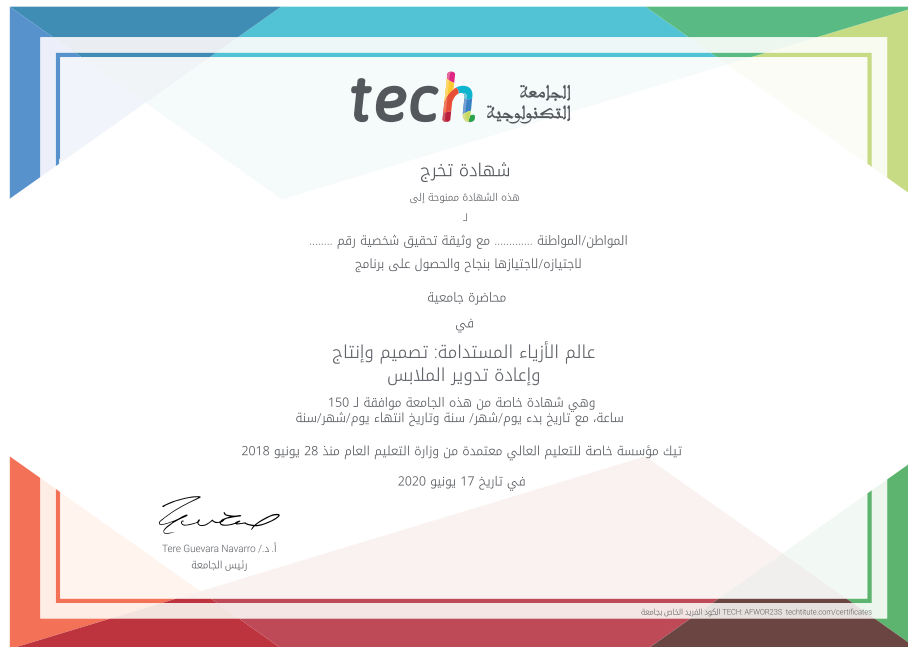 tech الجامعة
التكنولوجية
شهادة تخرج
هذه الشهادة ممنوحة إلى
لـ
المواطن/المواطنة ............. مع وثيقة تحقيق شخصية رقم ........
لاجتيازه/لاجتيازها بنجاح والحصول على برنامج
محاضرة جامعية
في
عالم الأزياء المستدامة: تصميم وإنتاج
وإعادة تدوير الملابس
وهي شهادة خاصة من هذه الجامعة موافقة لـ 150
ساعة، مع تاريخ بدء يوم/شهر/ سنة وتاريخ انتهاء يوم/شهر/سنة
تيك مؤسسة خاصة للتعليم العالي معتمدة من وزارة التعليم العام منذ 28 يونيو 2018
في تاريخ 17 يونيو 2020
أ. د./ Tere Guevara Navarro
رئيس الجامعة
الكود الفريد الخاص بجامعة TECH: AFWOR23S techtitute.com/certificates